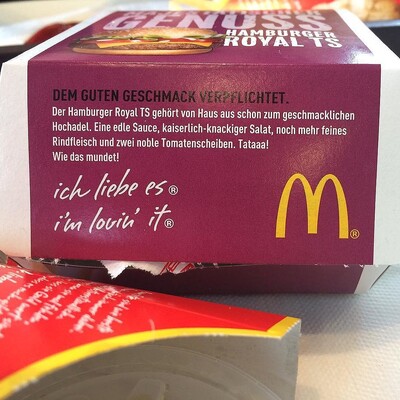 GENUSS
HAMBURGER
ROYAL TS
DEM GUTEN GESCHMACK VERPFLICHTET.
Der Hamburger Royal TS gehört von Haus aus schon zum geschmacklichen
Hochadel. Eine edle Sauce, kaiserlich-knackiger Salat, noch mehr feines
Rindfleisch und zwei noble Tomatenscheiben. Tataaa!
Wie das mundet!
ich liebe es®
i'm lovin' it®
M®